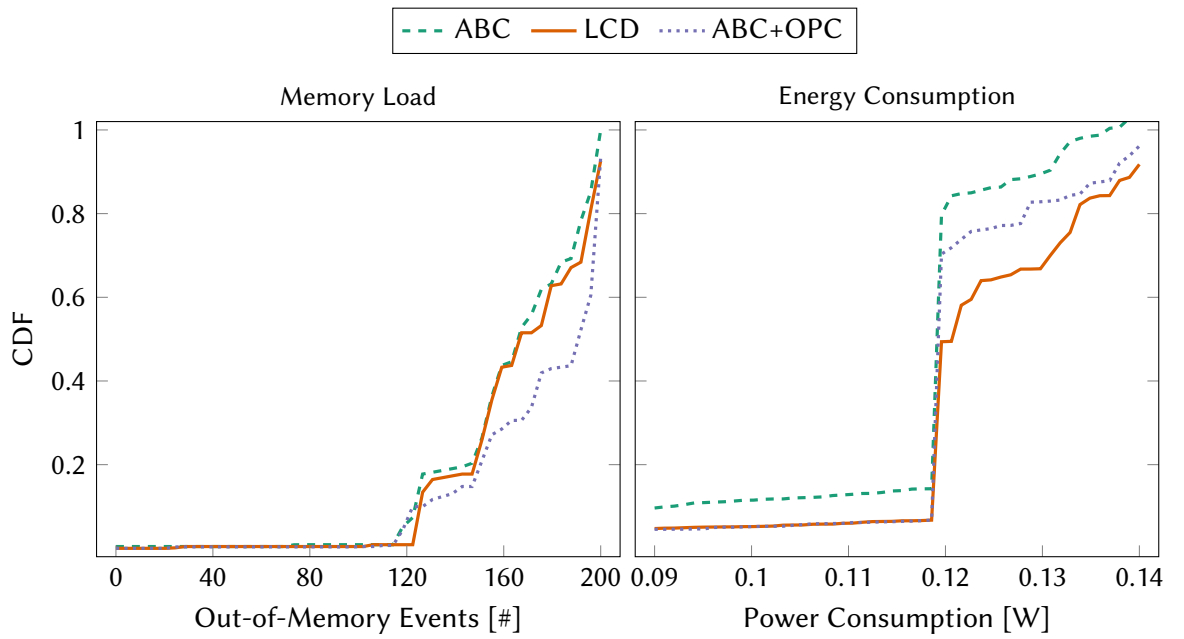 ABC LCD ABC+OPC
Memory Load
Energy Consumption
1
0.8
0.6
0.4
0.2
CDF
0 40 80 120 160 200
0.09 0.1 0.11 0.12 0.13 0.14
Out-of-Memory Events [#]
Power Consumption [W]